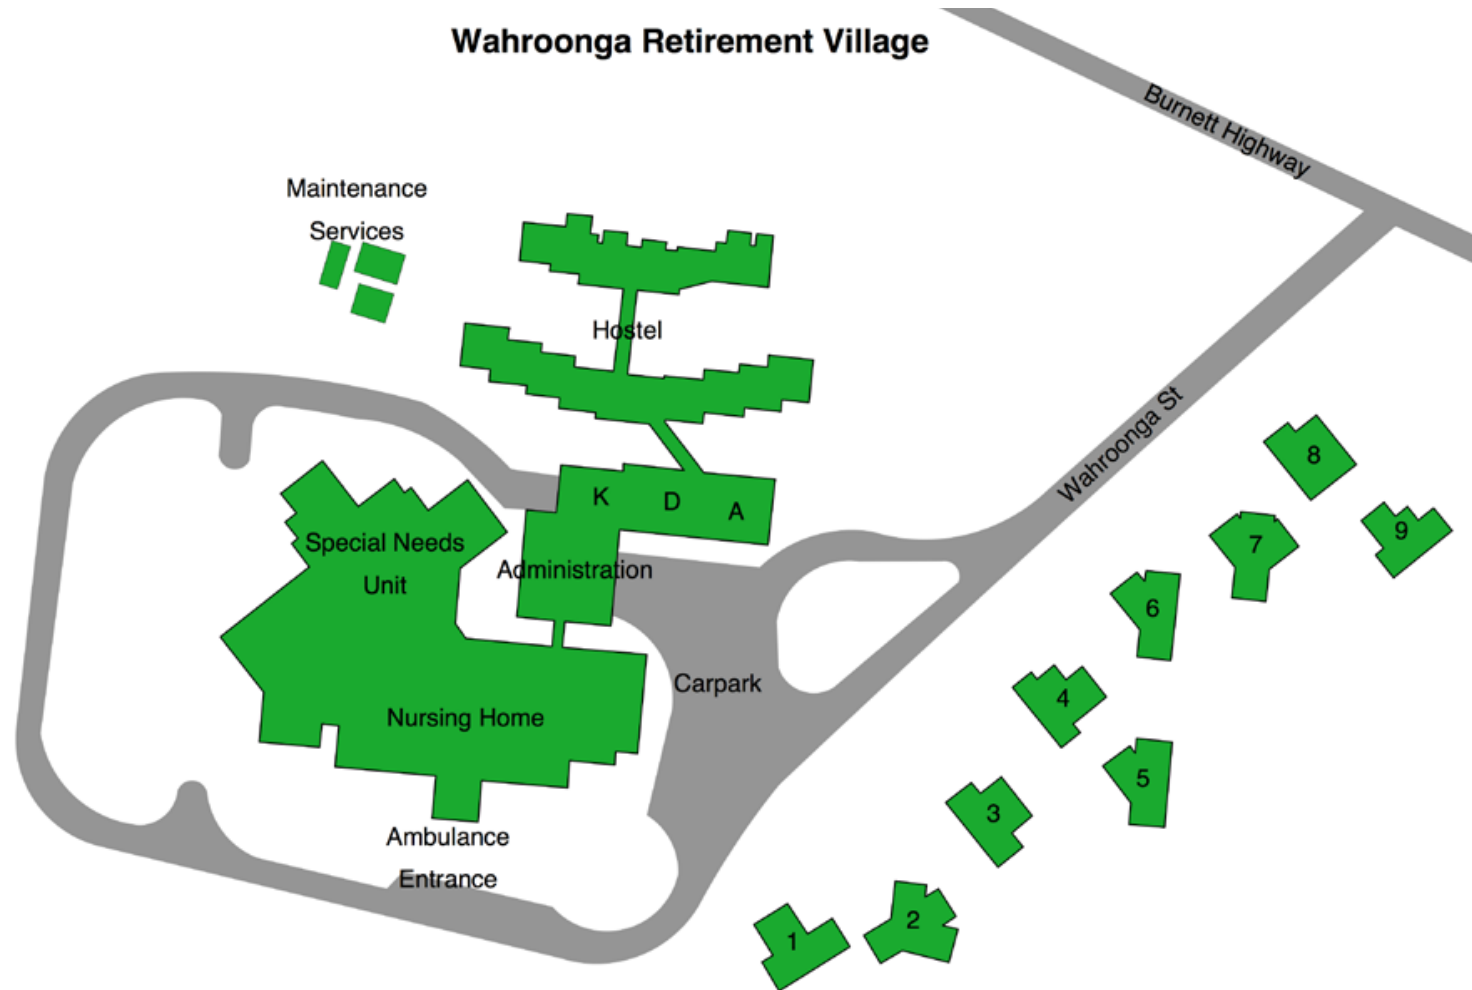 Wahroonga Retirement Village
Burnett Highway
Maintenance
Services
Hostel
Wahroonga St
8
K D A
9
7
Special Needs
Unit
Administration
6
Carpark
4
Nursing Home
5
3
Ambulance
Entrance
2
1